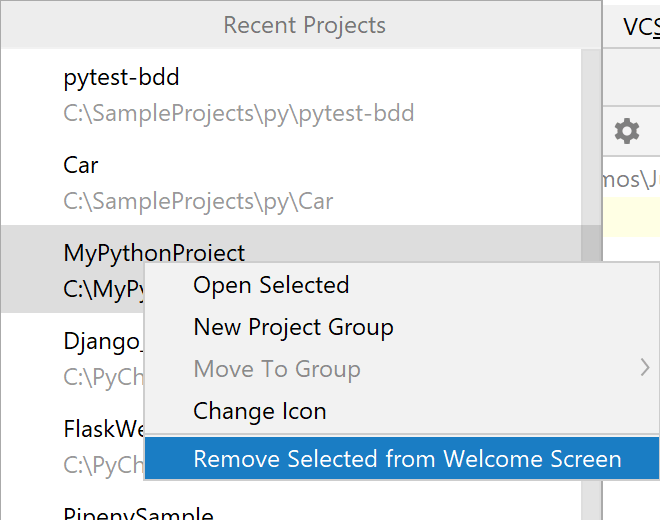 Recent Projects
VCS
pytest-bdd
C:\SampleProjects\py\pytest-bdd
Car
C:\SampleProjects\py\Car
mos\J
MyPythonProject
C:\MyPy
Open Selected
New Project Group
Move To Group
Change Icon
Remove Selected from Welcome Screen
Django_
C:\PyCh
FlaskWe
C:\PyCh
PipenvSample